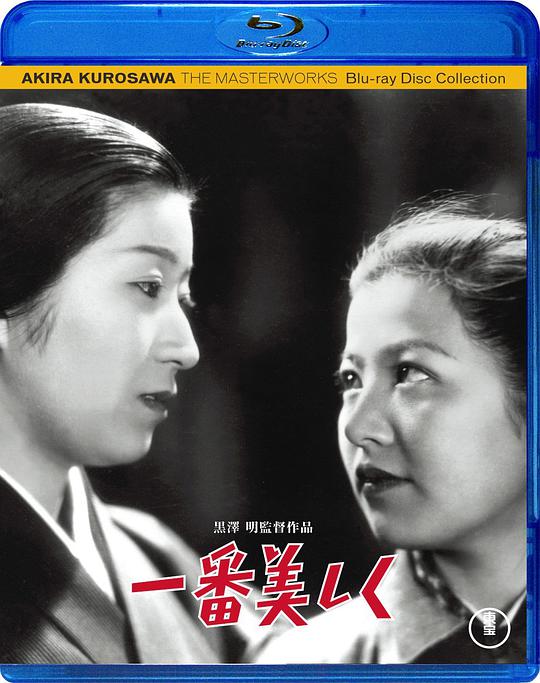 Blu-ray Disc
AKIRA KUROSAWA THE MASTERWORKS Blu-ray Disc Collection
黒澤 明監督作品
一番美しく
東宝